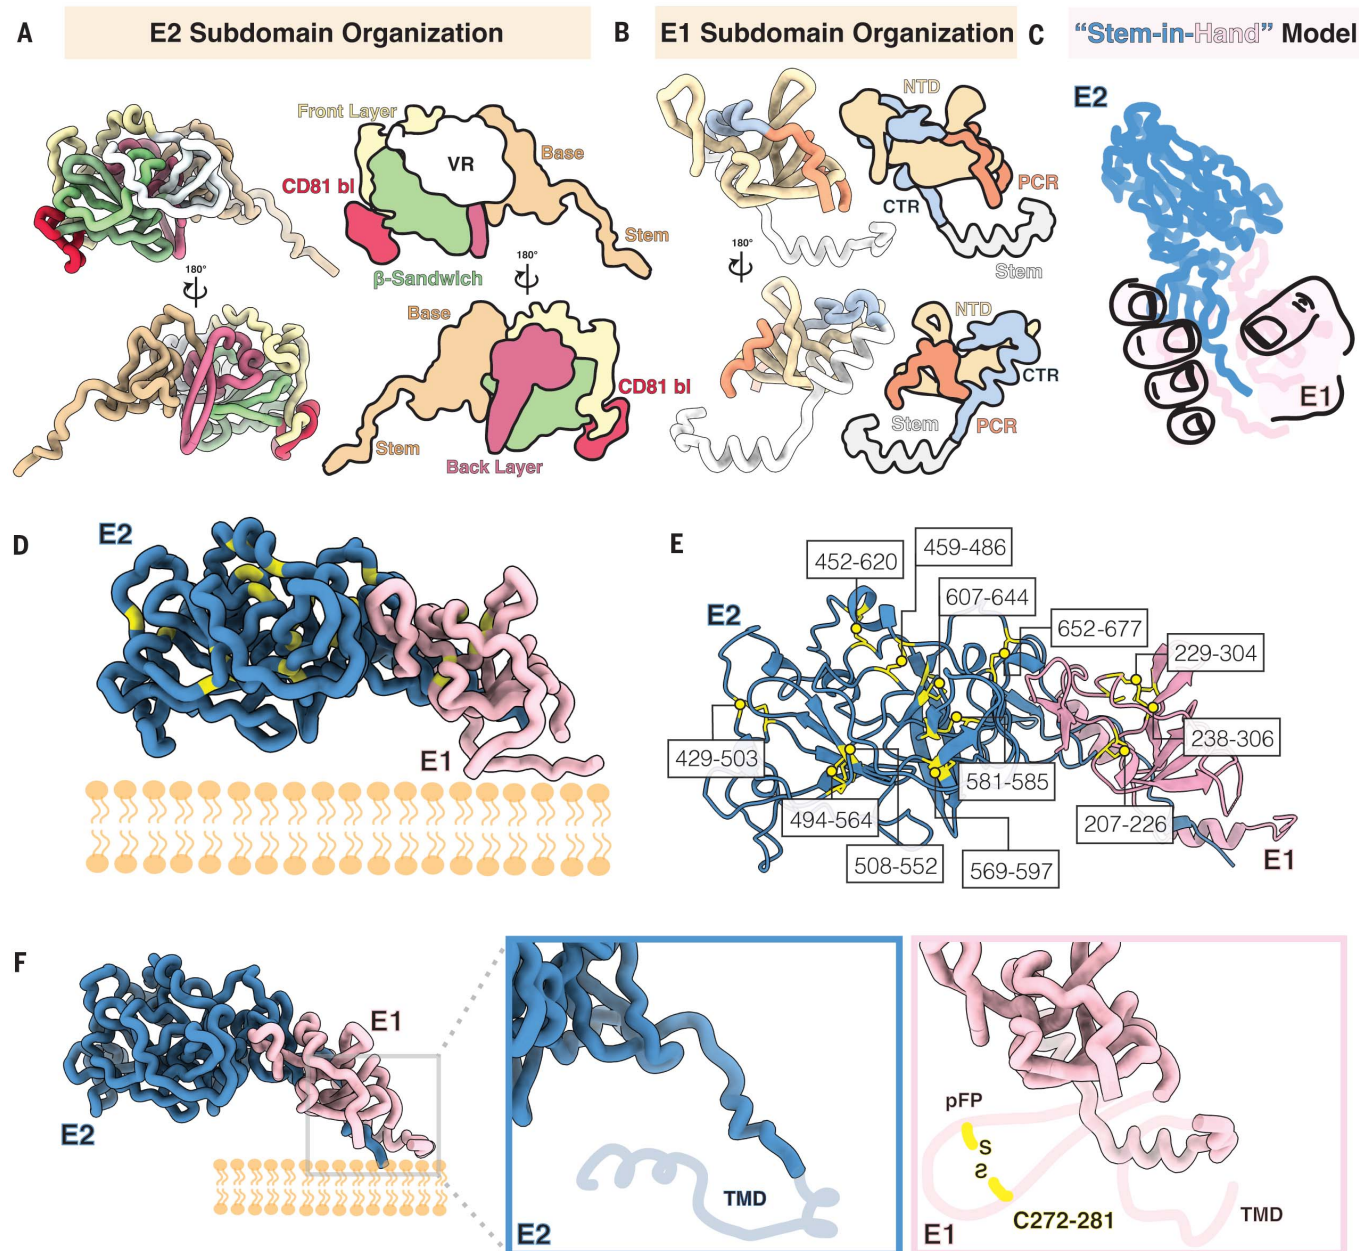 A
E2 Subdomain Organization
B
E1 Subdomain Organization
C
"Stem-in-Hand" Model
E2
E1
Front Layer
VR
Base
CD81 bl
Stem
β-Sandwich
180°
180°
Base
CD81 bl
Stem
Back Layer
NTD
PCR
CTR
Stem
180°
NTD
CTR
Stem
PCR
D
E2
E1
E
E2
452-620
459-486
607-644
652-677
229-304
429-503
238-306
581-585
494-564
207-226
508-552
569-597
E1
F
E1
E2
TMD
E2
pFP
S
S
C272-281
TMD
E1